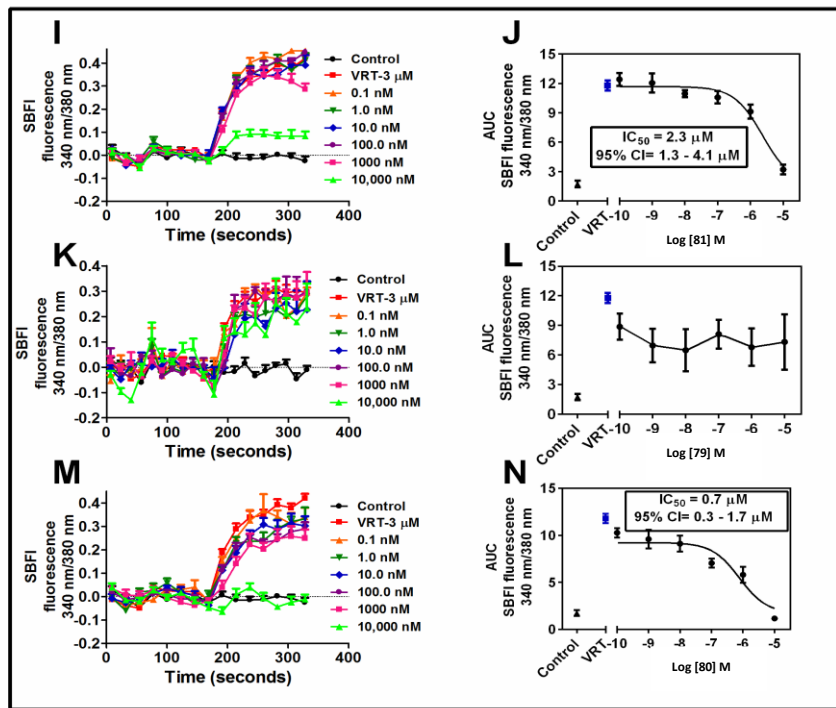 I
SBFI
fluorescence
340 nm/380 nm
0.4
0.3
0.2
0.1
0.0
-0.1
-0.2
0
100
200
300
400
Time (seconds)
Control
VRT-3 µM
0.1 nM
1.0 nM
10.0 nM
100.0 nM
1000 nM
10,000 nM
J
AUC
SBFI fluorescence
340 nm/380 nm
15
12
9
6
3
0
IC50 = 2.3 µM
95% CI= 1.3 - 4.1 µM
Control
VRT
-10
-9
-8
-7
-6
-5
Log [81] M
K
SBFI
fluorescence
340 nm/380 nm
0.4
0.3
0.2
0.1
0.0
-0.1
-0.2
0
100
200
300
400
Time (seconds)
Control
VRT-3 µM
0.1 nM
1.0 nM
10.0 nM
100.0 nM
1000 nM
10,000 nM
L
AUC
SBFI fluorescence
340 nm/380 nm
15
12
9
6
3
0
Control
VRT
-10
-9
-8
-7
-6
-5
Log [79] M
M
SBFI
fluorescence
340 nm/380 nm
0.4
0.3
0.2
0.1
0.0
-0.1
-0.2
0
100
200
300
400
Time (seconds)
Control
VRT-3 µM
0.1 nM
1.0 nM
10.0 nM
100.0 nM
1000 nM
10,000 nM
N
AUC
SBFI fluorescence
340 nm/380 nm
15
10
5
0
IC50 = 0.7 µM
95% CI= 0.3 - 1.7 µM
Control
VRT
-10
-9
-8
-7
-6
-5
Log [80] M